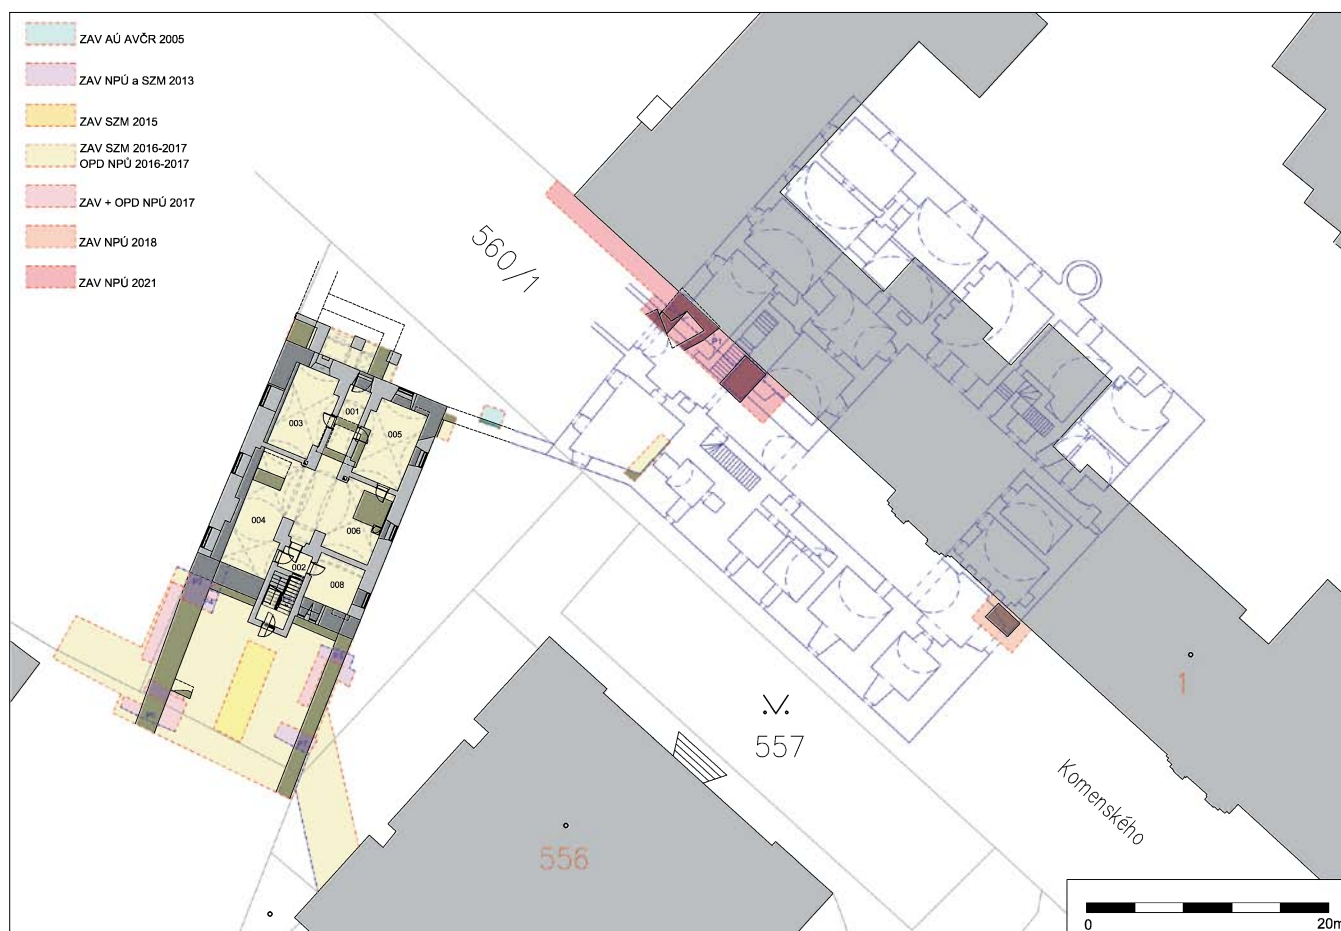 ZAV AÚ AVČR 2005
ZAV NPÚ a SZM 2013
ZAV SZM 2015
ZAV SZM 2016-2017
OPD NPÚ 2016-2017
ZAV + OPD NPÚ 2017
ZAV NPÚ 2018
ZAV NPÚ 2021
560/1
001
003
005
004
006
002
008
1
557
Komenského
556
0
20m